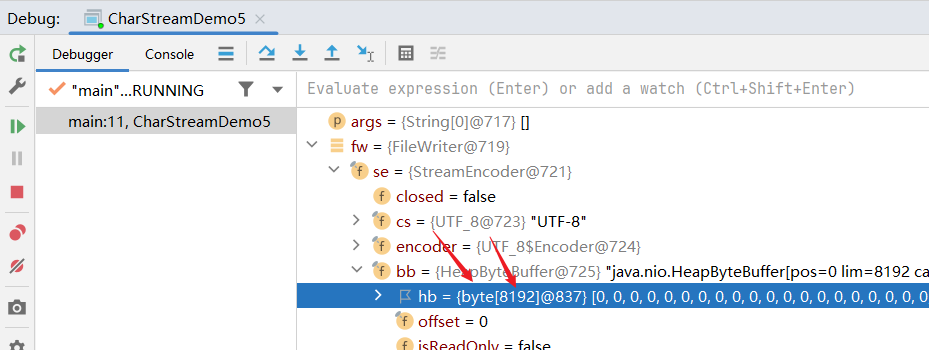 Debug: CharStreamDemo5
Debugger Console
"main"...RUNNING
Evaluate expression (Enter) or add a watch (Ctrl+Shift+Enter)
main:11, CharStreamDemo5
args = {String[0]@717} []
fw = {FileWriter@719}
se = {StreamEncoder@721}
closed = false
cs = {UTF_8@723} "UTF-8"
encoder = {UTF_8$Encoder@724}
bb = {HeapByteBuffer@725} "java.nio.HeapByteBuffer[pos=0 lim=8192 ca
hb = {byte[8192]@837} [0, 0, 0, 0, 0, 0, 0, 0, 0, 0, 0, 0, 0, 0, 0, 0, 0, 0, 0, 0
offset = 0
isReadOnly = false